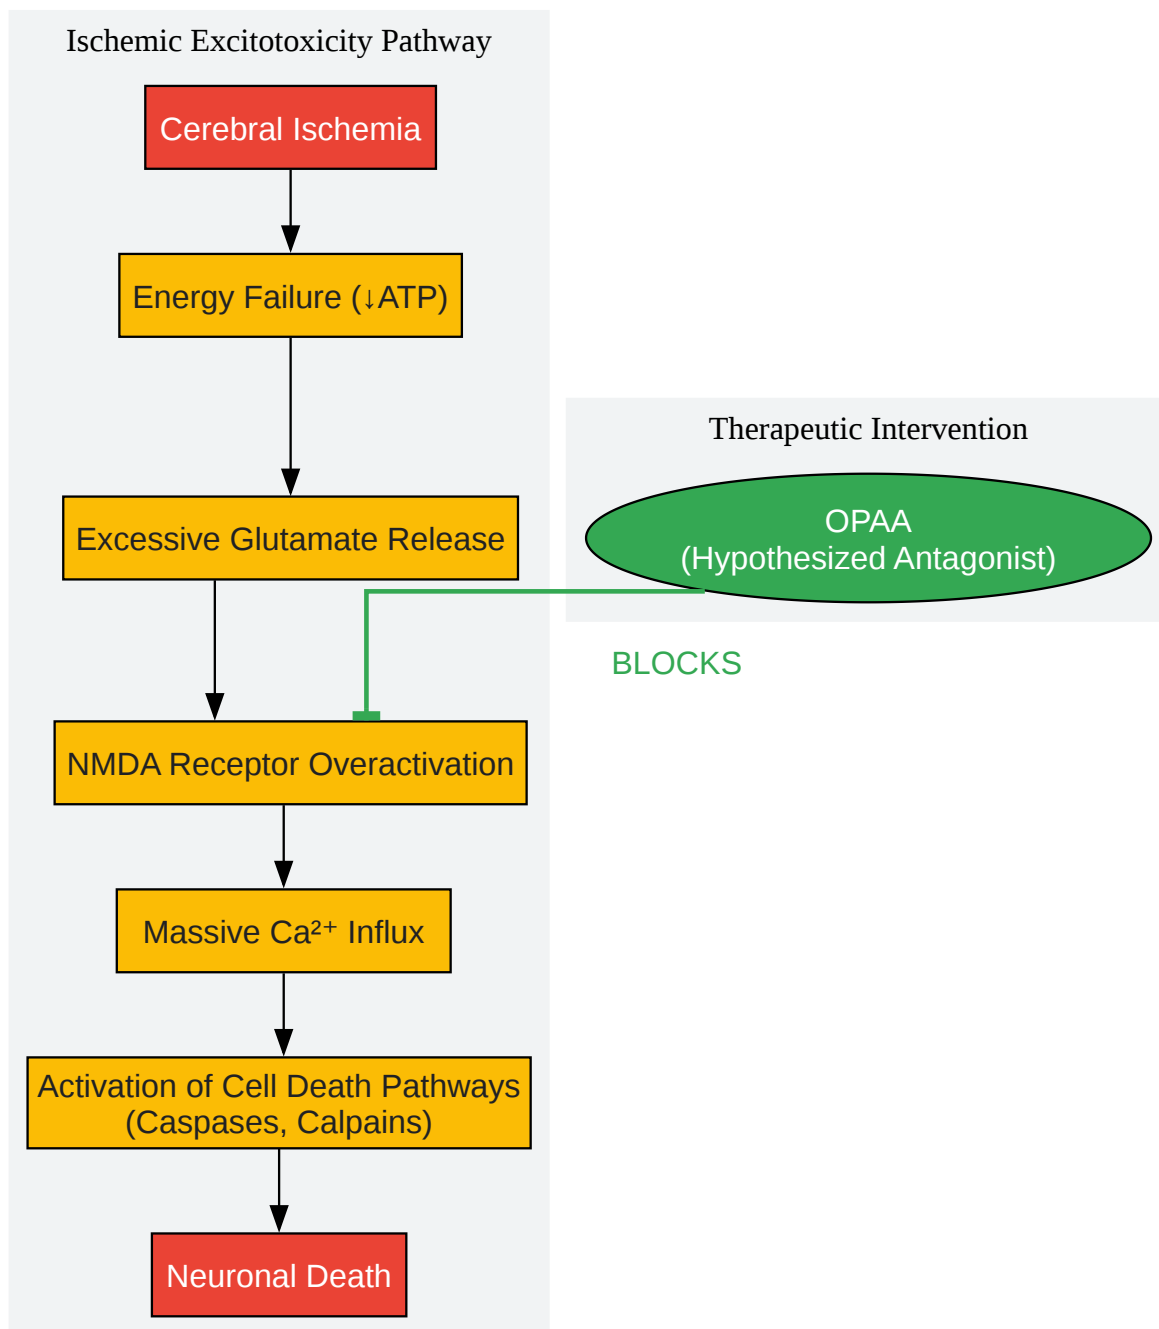 Ischemic Excitotoxicity Pathway
Cerebral Ischemia
Energy Failure (↓ATP)
Therapeutic Intervention
Excessive Glutamate Release
OPAA
(Hypothesized Antagonist)
BLOCKS
NMDA Receptor Overactivation
Massive Ca²⁺ Influx
Activation of Cell Death Pathways
(Caspases, Calpains)
Neuronal Death